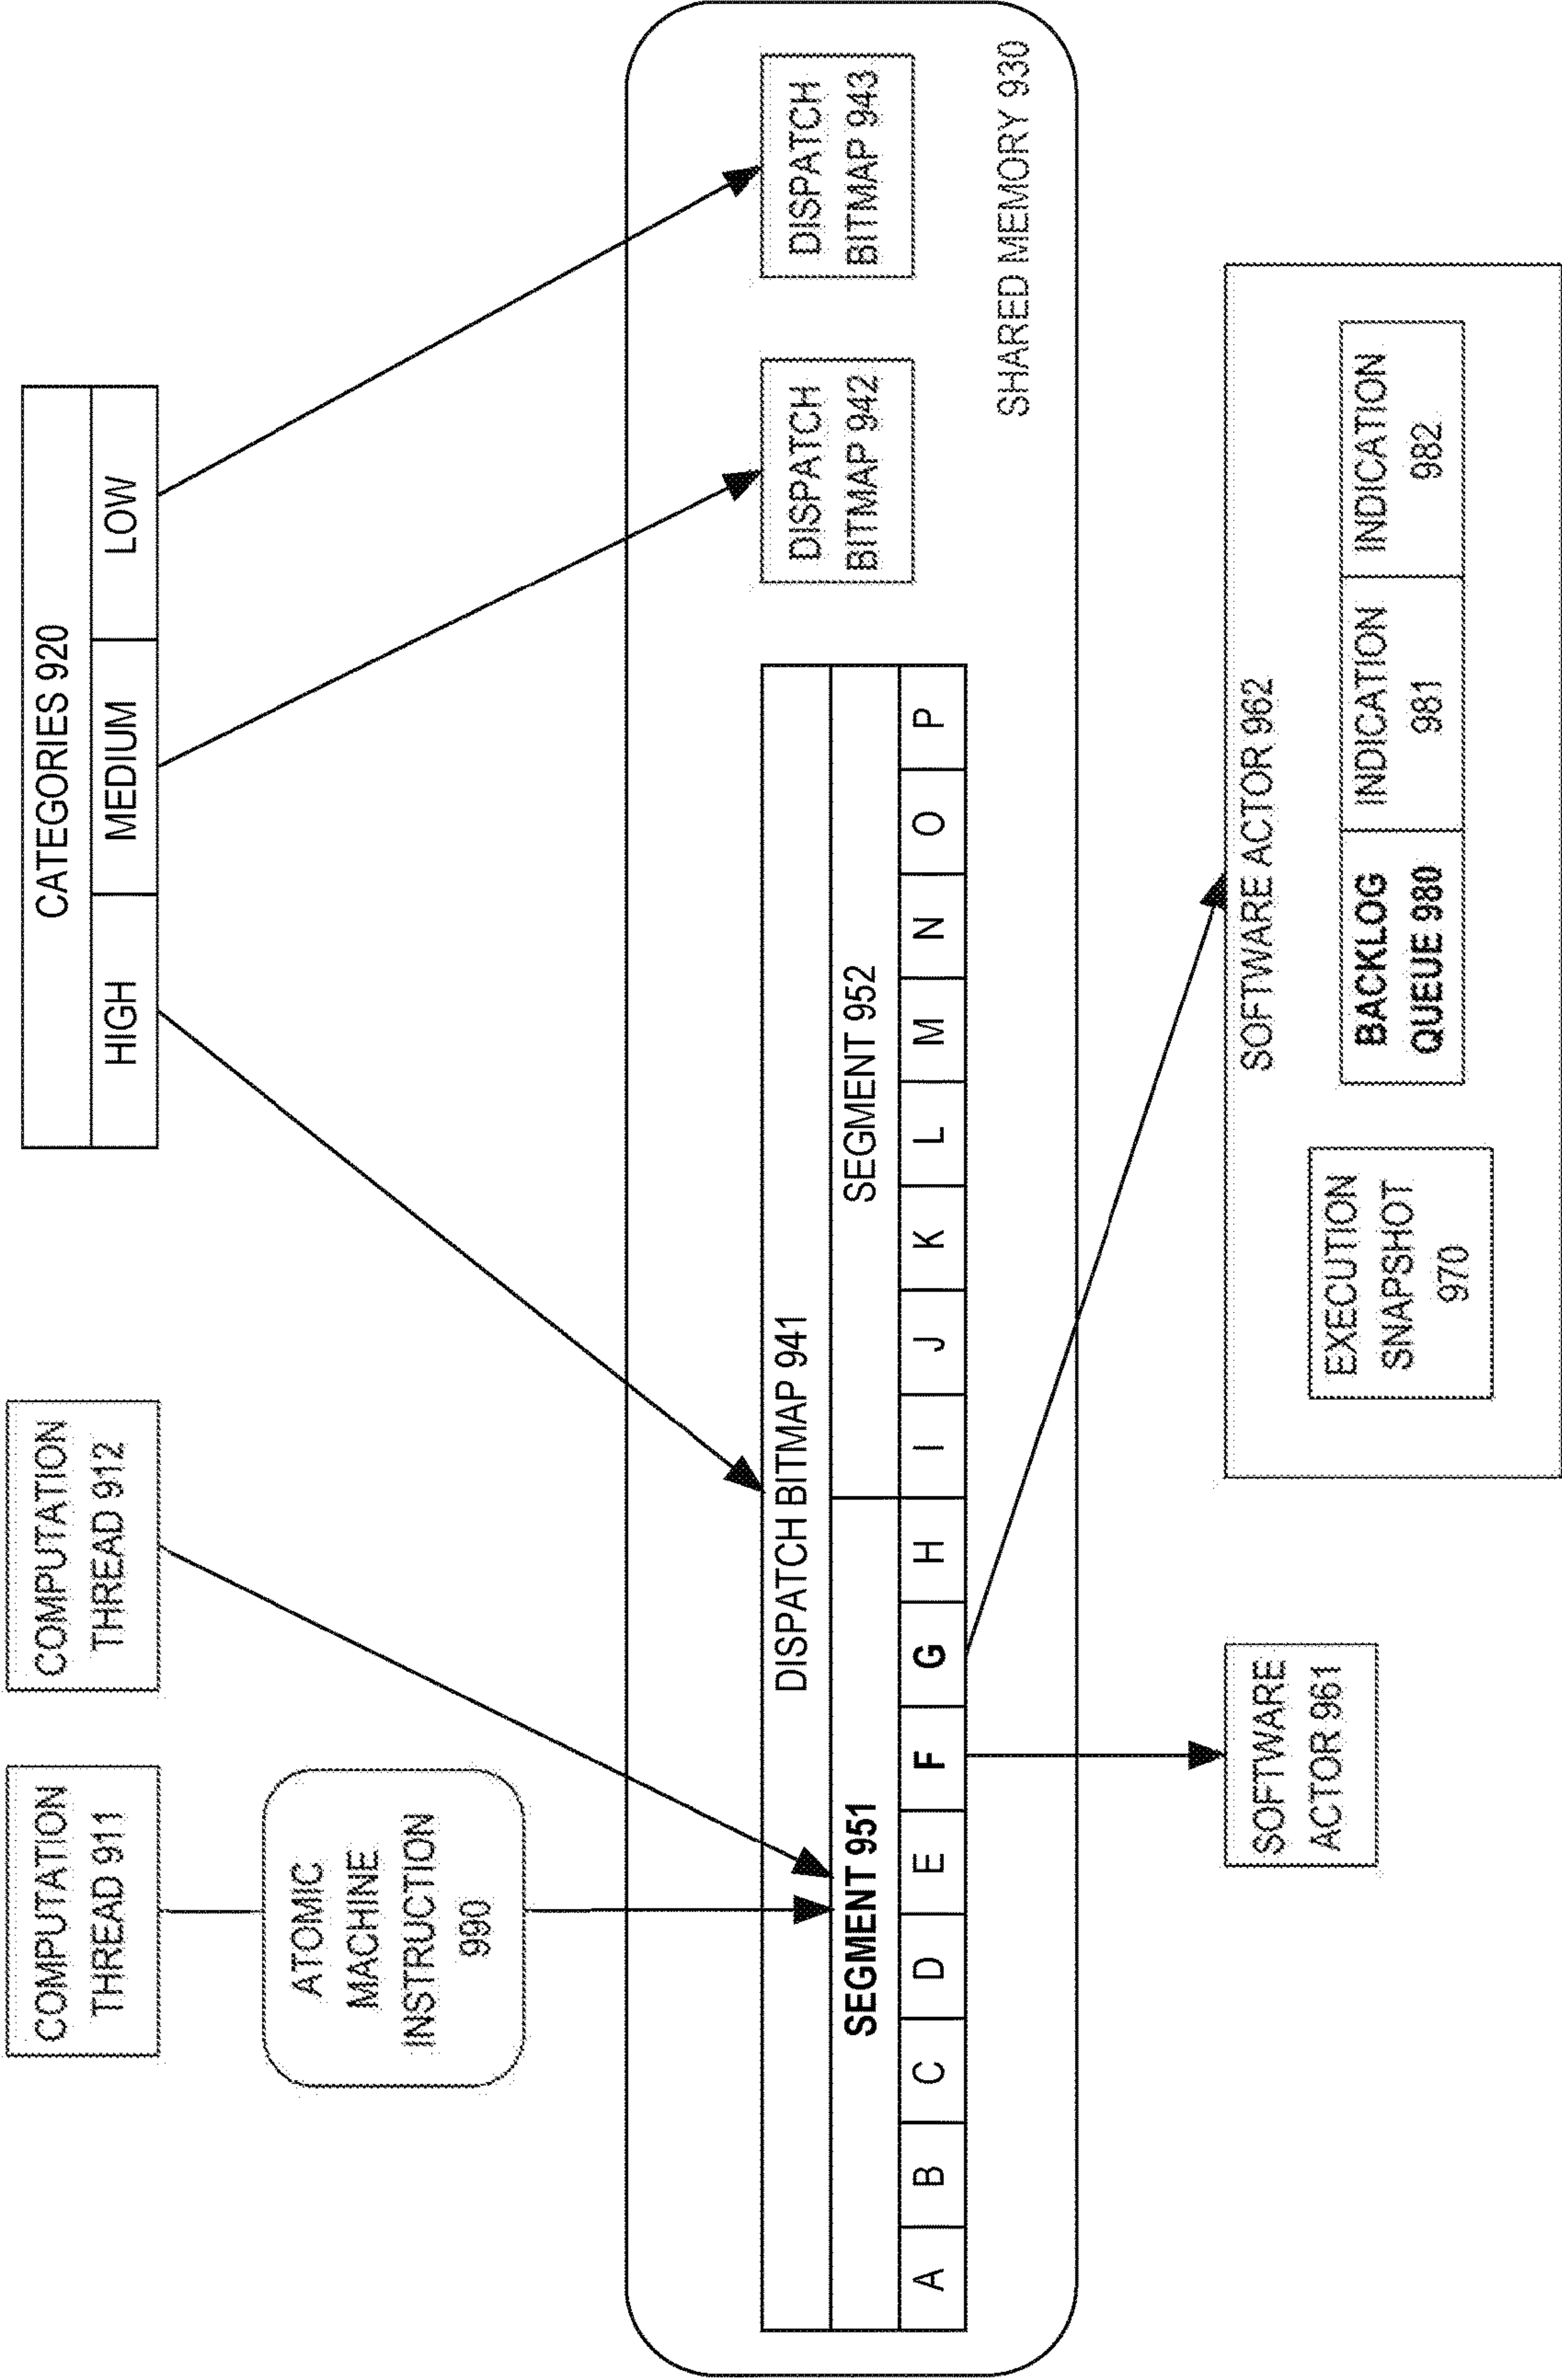 COMPUTATION
THREAD 911
COMPUTATION
THREAD 912
CATEGORIES 920
HIGH
MEDIUM
LOW
ATOMIC
MACHINE
INSTRUCTION
990
DISPATCH BITMAP 941
SEGMENT 951
SEGMENT 952
A B C D E F G H I J K L M N O P
DISPATCH
BITMAP 942
DISPATCH
BITMAP 943
SHARED MEMORY 930
SOFTWARE
ACTOR 961
SOFTWARE ACTOR 962
EXECUTION
SNAPSHOT
970
BACKLOG
QUEUE 980
INDICATION
981
INDICATION
982